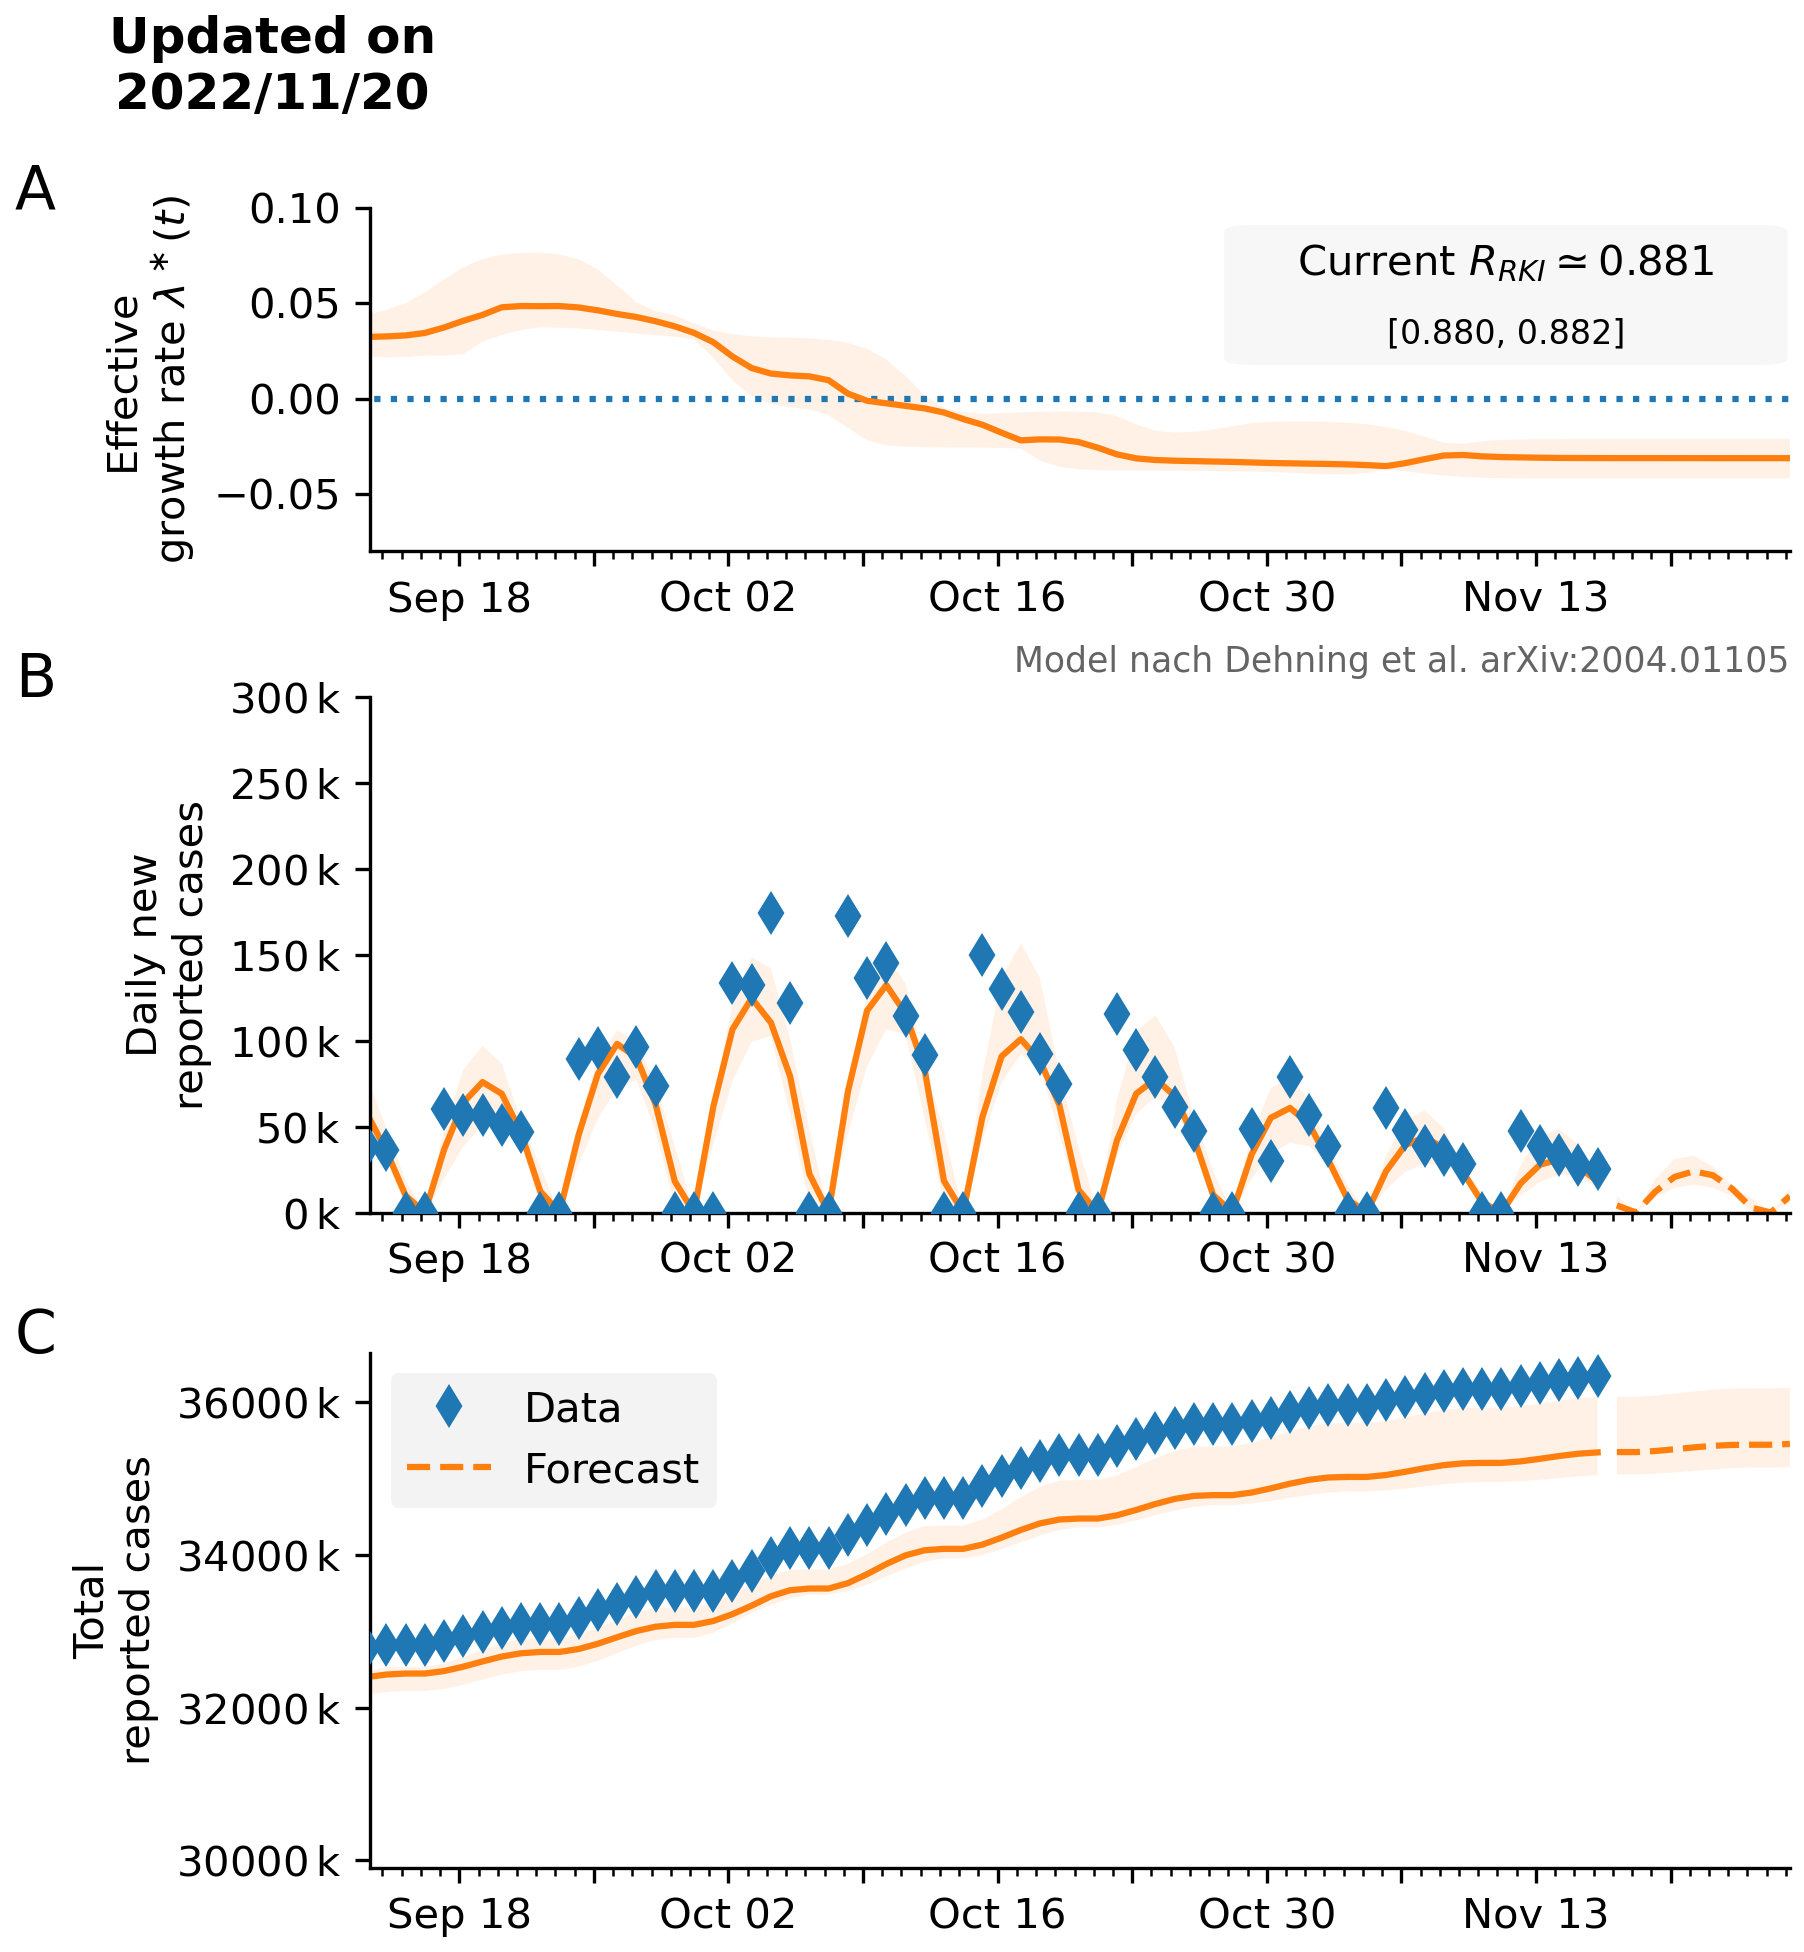 Updated on
2022/11/20
A
Effective
growth rate λ * (t)
0.10
0.05
0.00
−0.05
Current R_RKI ≃ 0.881
[0.880, 0.882]
Sep 18
Oct 02
Oct 16
Oct 30
Nov 13
Model nach Dehning et al. arXiv:2004.01105
B
Daily new
reported cases
300 k
250 k
200 k
150 k
100 k
50 k
0 k
Sep 18
Oct 02
Oct 16
Oct 30
Nov 13
C
Total
reported cases
36000 k
34000 k
32000 k
30000 k
Data
Forecast
Sep 18
Oct 02
Oct 16
Oct 30
Nov 13